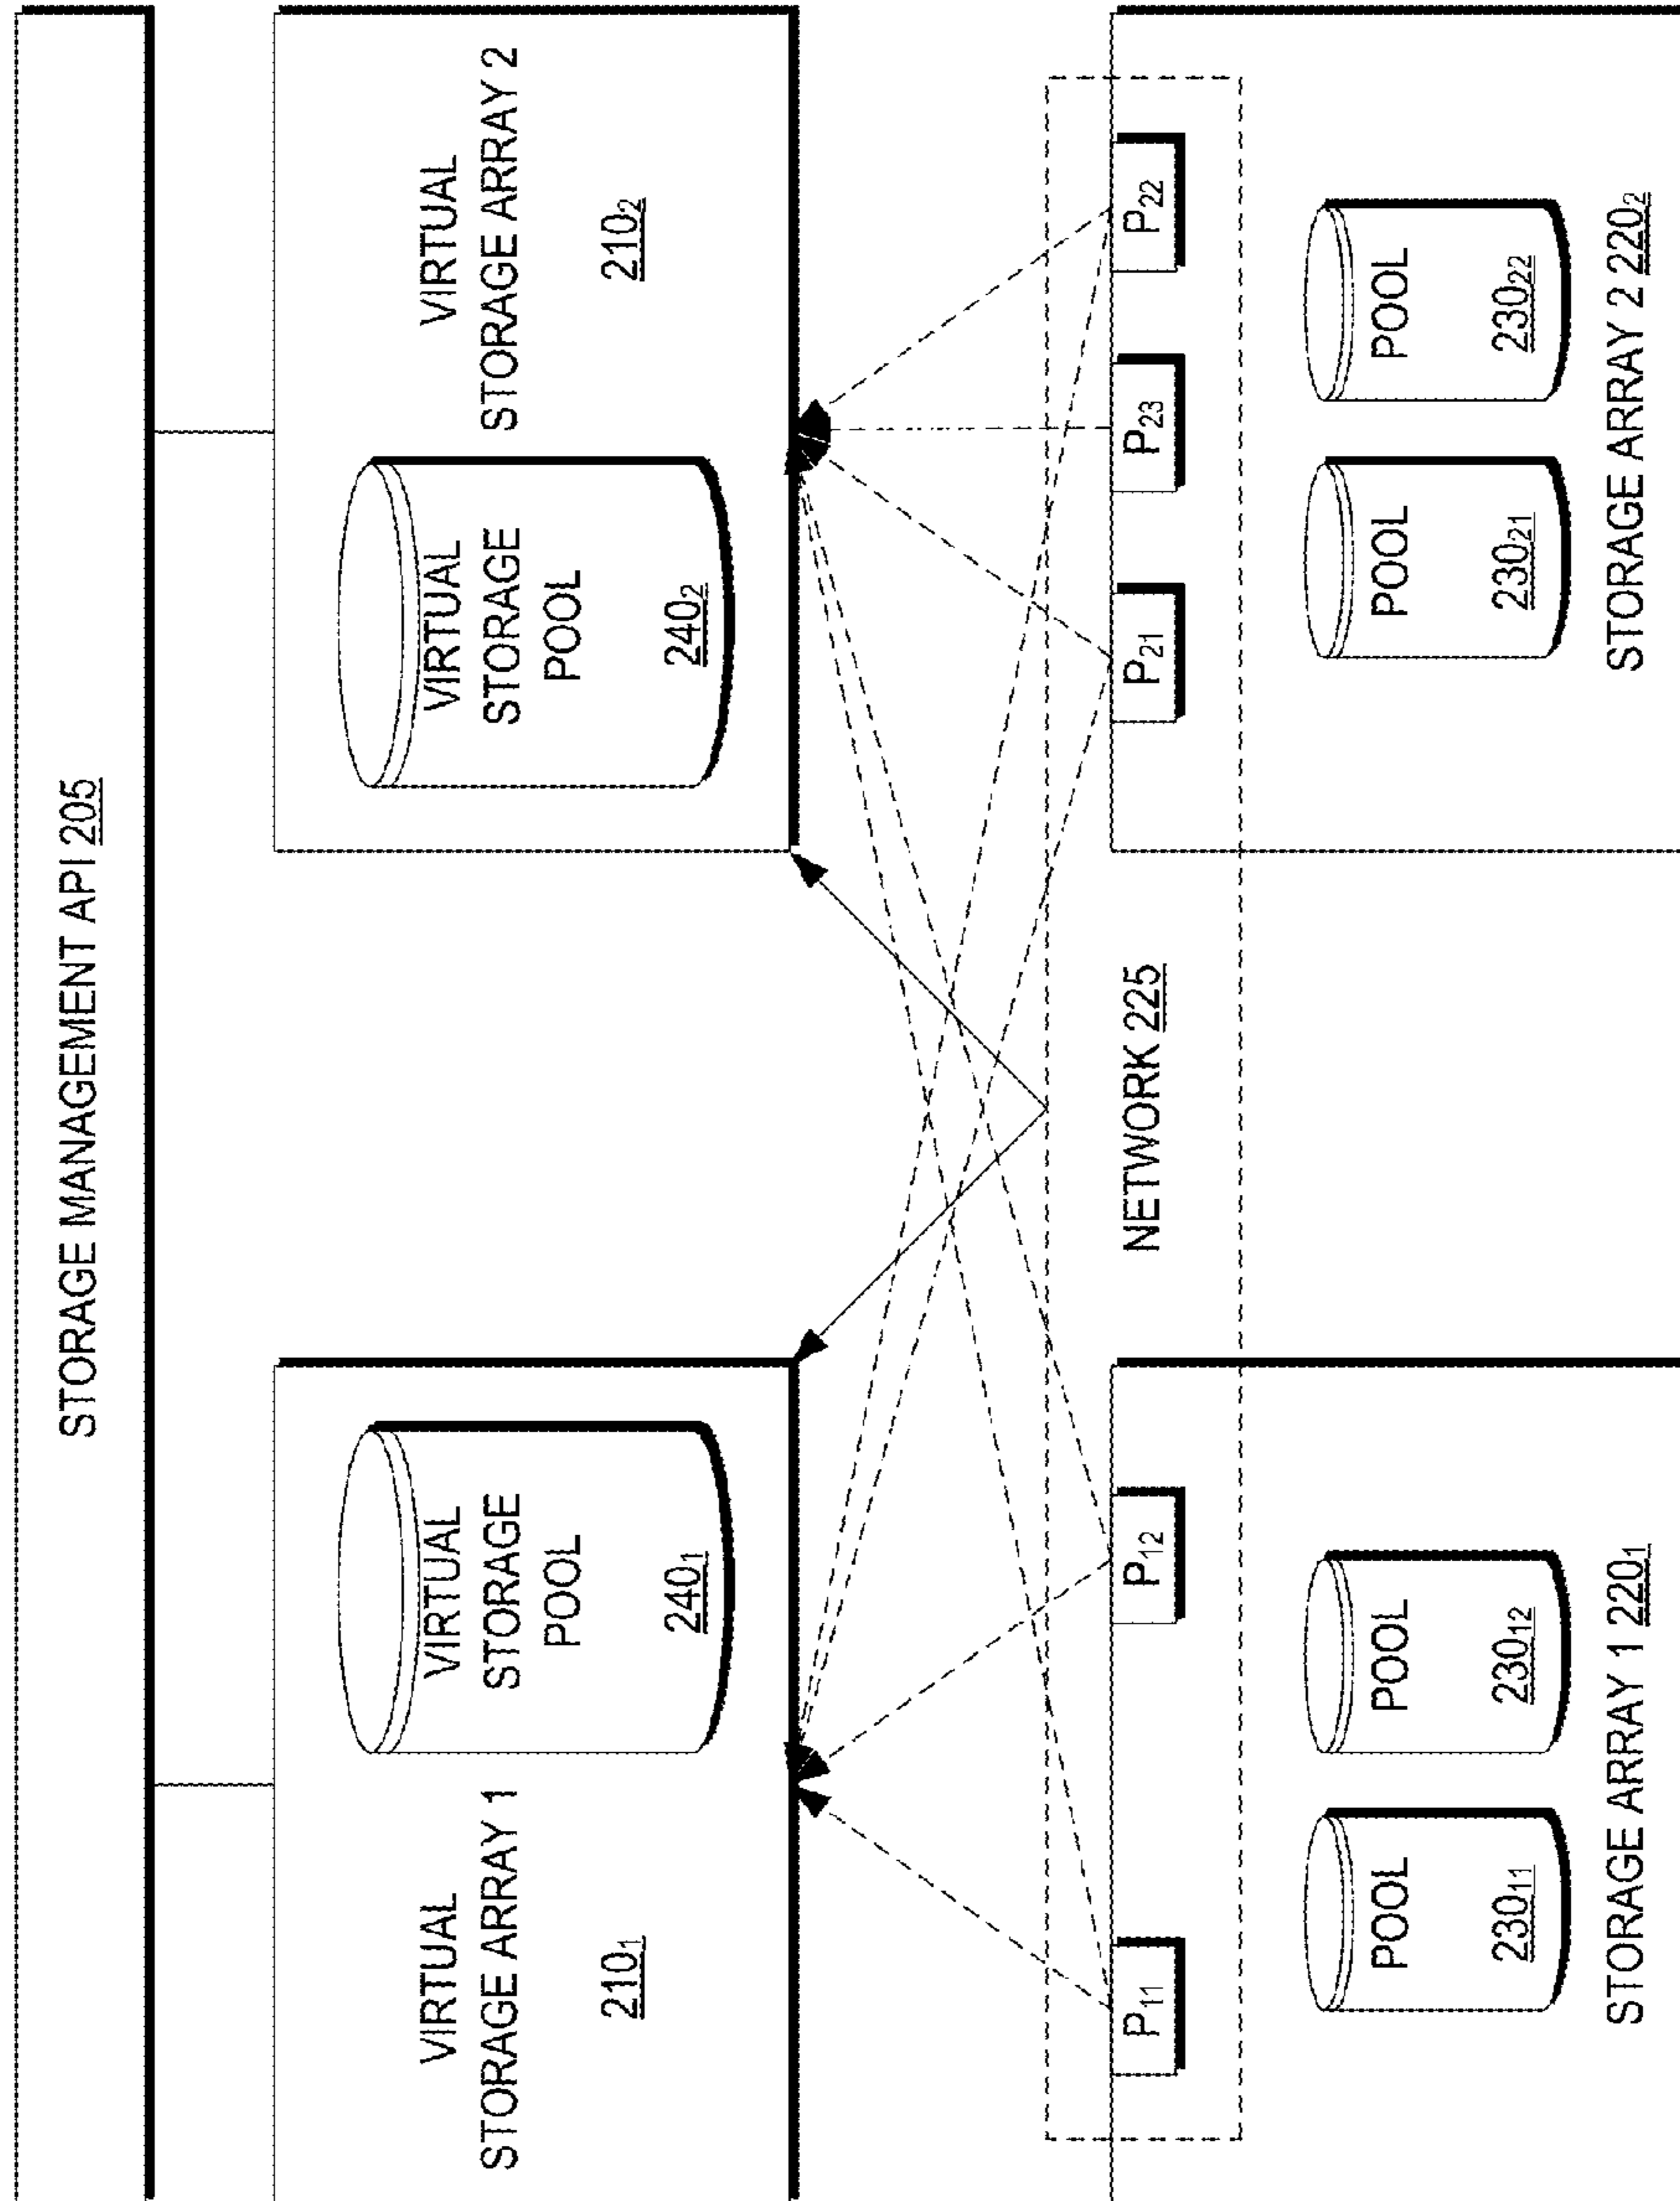 STORAGE MANAGEMENT API 205
VIRTUAL
STORAGE ARRAY 1
210₁
VIRTUAL
STORAGE
POOL
240₁
VIRTUAL
STORAGE
POOL
240₂
VIRTUAL
STORAGE ARRAY 2
210₂
P₁₁
P₁₂
NETWORK 225
P₂₁
P₂₃
P₂₂
POOL
230₁₁
POOL
230₁₂
STORAGE ARRAY 1 220₁
POOL
230₂₁
POOL
230₂₂
STORAGE ARRAY 2 220₂